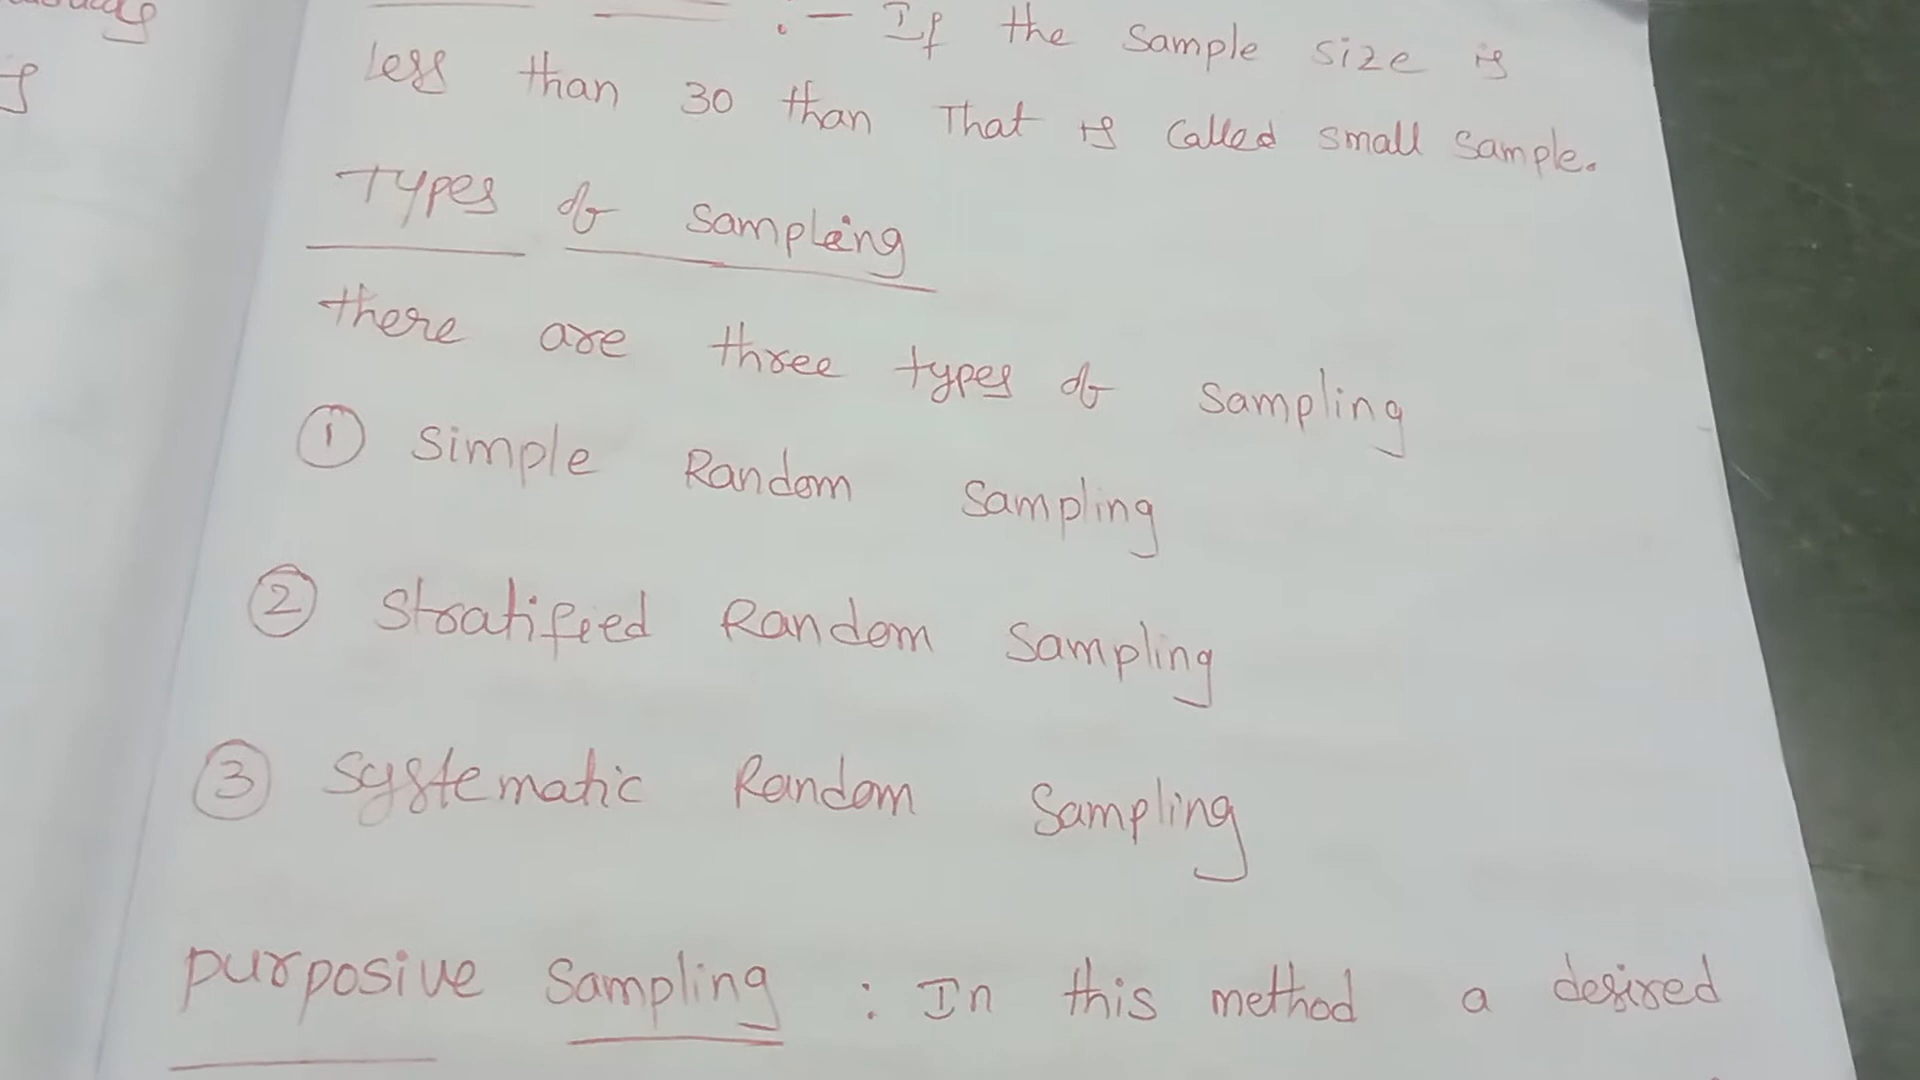 :- If the sample size is
less than 30 than That is called small sample.
Types of sampling
there are three types of sampling
① Simple Random Sampling
② Stratified Random Sampling
③ Systematic Random Sampling
purposive Sampling : In this method a desired